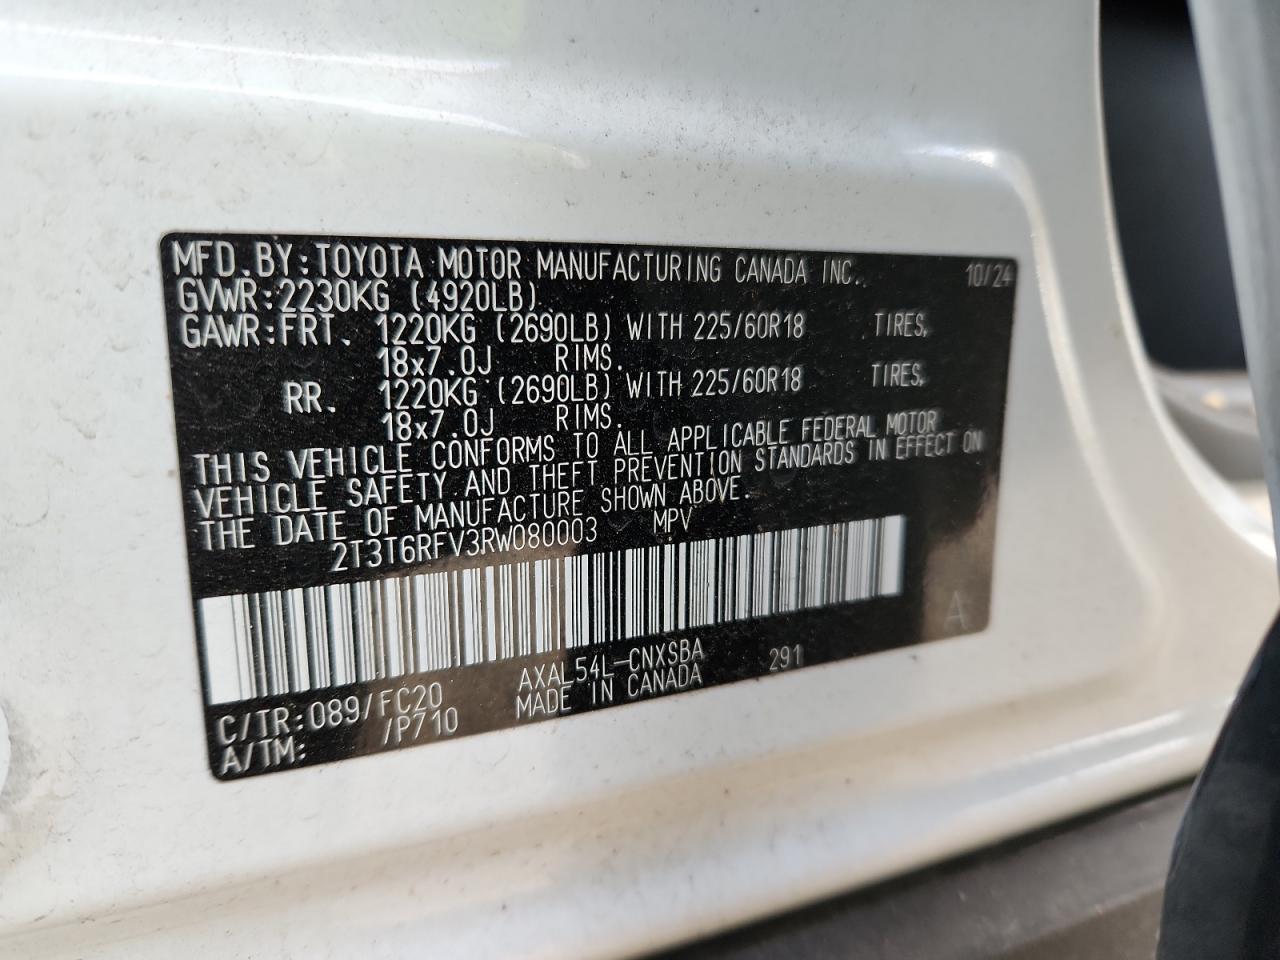 MFD.BY:TOYOTA MOTOR MANUFACTURING CANADA INC. 10/24
GVWR:2230KG (4920LB)
GAWR:FRT. 1220KG (2690LB) WITH 225/60R18 TIRES,
18x7.0J RIMS.
RR. 1220KG (2690LB) WITH 225/60R18 TIRES,
18x7.0J RIMS.
THIS VEHICLE CONFORMS TO ALL APPLICABLE FEDERAL MOTOR
VEHICLE SAFETY AND THEFT PREVENTION STANDARDS IN EFFECT ON
THE DATE OF MANUFACTURE SHOWN ABOVE.
2T3T6RFV3RW080003 MPV
C/TR:089/FC20 AXAL54L-CNXSBA 291 A
A/TM: /P710 MADE IN CANADA